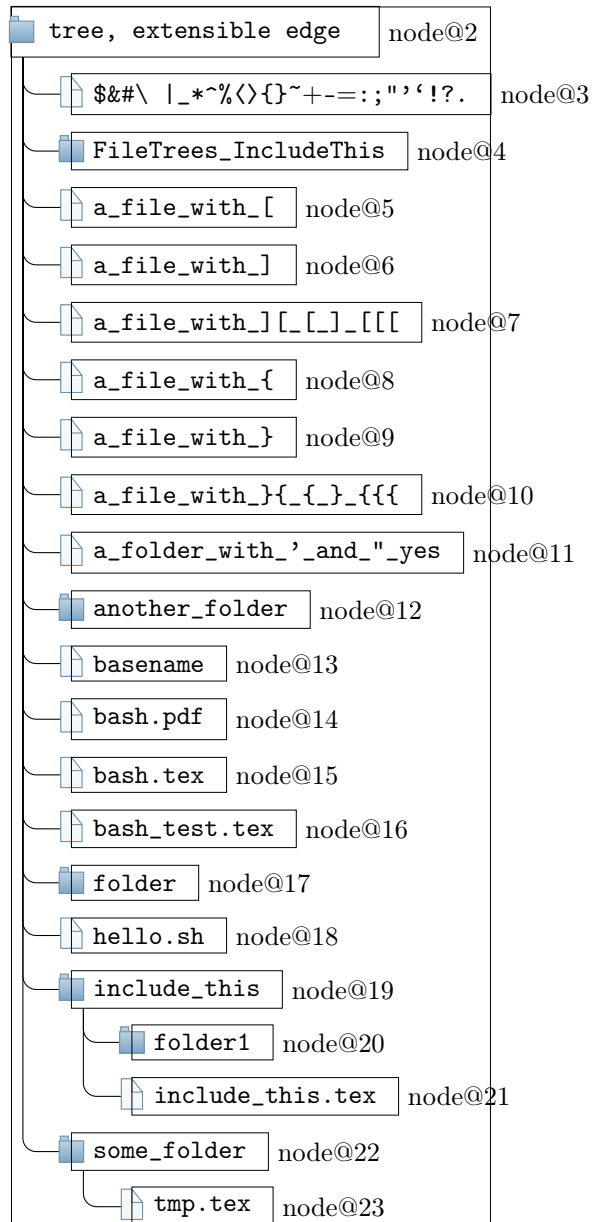 tree, extensible edge node@2
$&#\ |_*^%⟨⟩{}~+-=:;"’‘!?. node@3
FileTrees_IncludeThis node@4
a_file_with_[ node@5
a_file_with_] node@6
a_file_with_][_[_]_[[[ node@7
a_file_with_{ node@8
a_file_with_} node@9
a_file_with_}{_{_}_{{{ node@10
a_folder_with_’_and_"_yes node@11
another_folder node@12
basename node@13
bash.pdf node@14
bash.tex node@15
bash_test.tex node@16
folder node@17
hello.sh node@18
include_this node@19
folder1 node@20
include_this.tex node@21
some_folder node@22
tmp.tex node@23